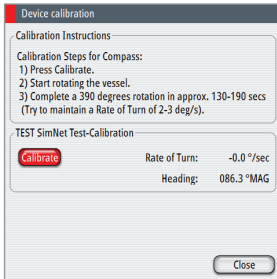 Device calibration
Calibration Instructions
Calibration Steps for Compass:
1) Press Calibrate.
2) Start rotating the vessel.
3) Complete a 390 degrees rotation in approx. 130-190 secs
(Try to maintain a Rate of Turn of 2-3 deg/s).
TEST SimNet Test-Calibration
Calibrate
Rate of Turn: -0.0 °/sec
Heading: 086.3 °MAG
Close